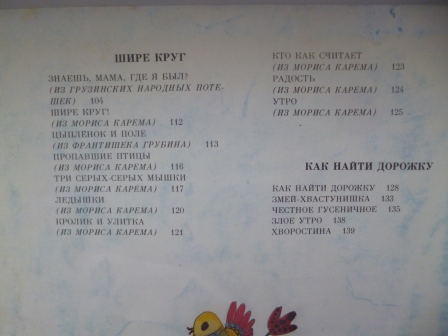 ШИРЕ КРУГ
ЗНАЕШЬ, МАМА, ГДЕ Я БЫЛ?
(ИЗ ГРУЗИНСКИХ НАРОДНЫХ ПОТЕ-
ШЕК) 104
ШИРЕ КРУГ!
(ИЗ МОРИСА КАРЕМА) 112
ЦЫПЛЕНОК И ПОЛЕ
(ИЗ ФРАНТИШЕКА ГРУБИНА) 113
ПРОПАВШИЕ ПТИЦЫ
(ИЗ МОРИСА КАРЕМА) 116
ТРИ СЕРЫХ-СЕРЫХ МЫШКИ
(ИЗ МОРИСА КАРЕМА) 117
ЛЕДЫШКИ
(ИЗ МОРИСА КАРЕМА) 120
КРОЛИК И УЛИТКА
(ИЗ МОРИСА КАРЕМА) 121
КТО КАК СЧИТАЕТ
(ИЗ МОРИСА КАРЕМА) 123
РАДОСТЬ
(ИЗ МОРИСА КАРЕМА) 124
УТРО
(ИЗ МОРИСА КАРЕМА) 125
КАК НАЙТИ ДОРОЖКУ
КАК НАЙТИ ДОРОЖКУ 128
ЗМЕЙ-ХВАСТУНИШКА 133
ЧЕСТНОЕ ГУСЕНИЧНОЕ 135
ЗЛОЕ УТРО 138
ХВОРОСТИНА 139